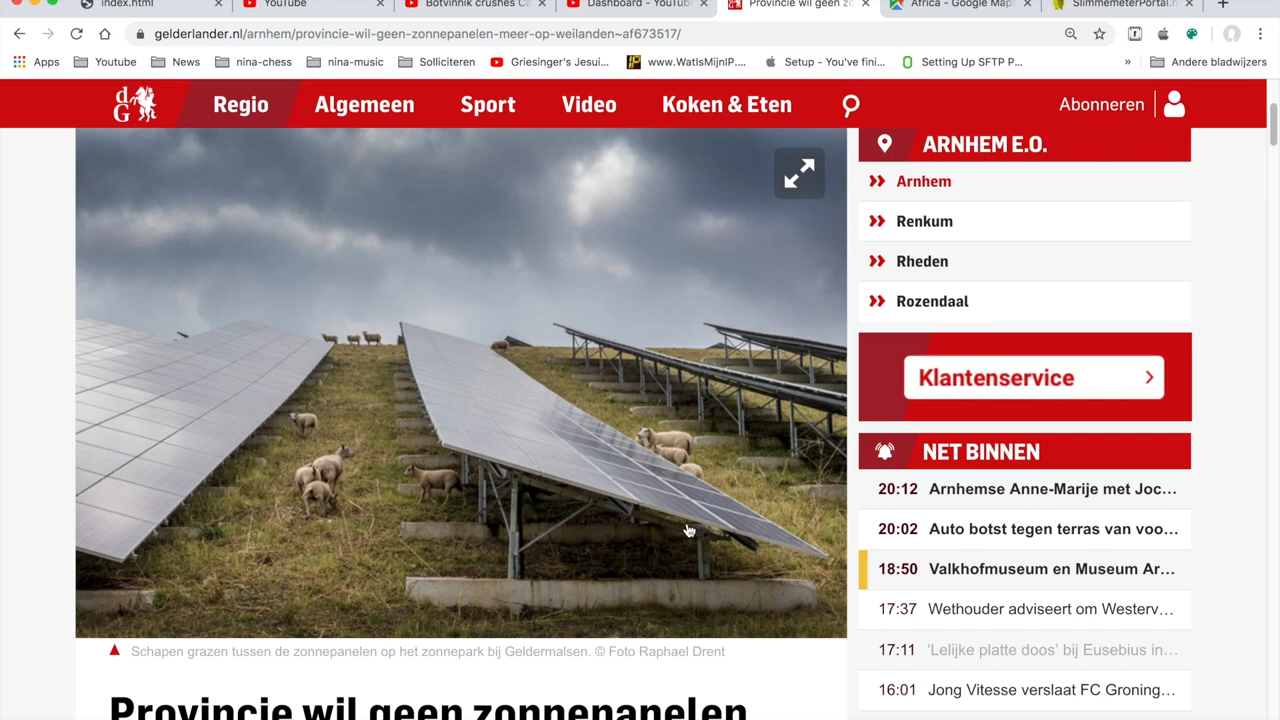 index.html
YouTube
Botvinnik crushes Ca
Dashboard - YouTube
Provincie wil geen zo
Africa - Google Maps
SlimmemeterPortal.n
gelderlander.nl/arnhem/provincie-wil-geen-zonnepanelen-meer-op-weilanden~af673517/
Apps
Youtube
News
nina-chess
nina-music
Solliciteren
Griesinger's Jesui...
www.WatIsMijnIP....
Setup - You've fini...
Setting Up SFTP P...
»
Andere bladwijzers
dG
Regio
Algemeen
Sport
Video
Koken & Eten
Abonneren
ARNHEM E.O.
Arnhem
Renkum
Rheden
Rozendaal
Klantenservice
NET BINNEN
20:12 Arnhemse Anne-Marije met Joc...
20:02 Auto botst tegen terras van voo...
18:50 Valkhofmuseum en Museum Ar...
17:37 Wethouder adviseert om Westerv...
17:11 'Lelijke platte doos' bij Eusebius in...
16:01 Jong Vitesse verslaat FC Groning...
Schapen grazen tussen de zonnepanelen op het zonnepark bij Geldermalsen. © Foto Raphael Drent
Provincie wil geen zonnepanelen